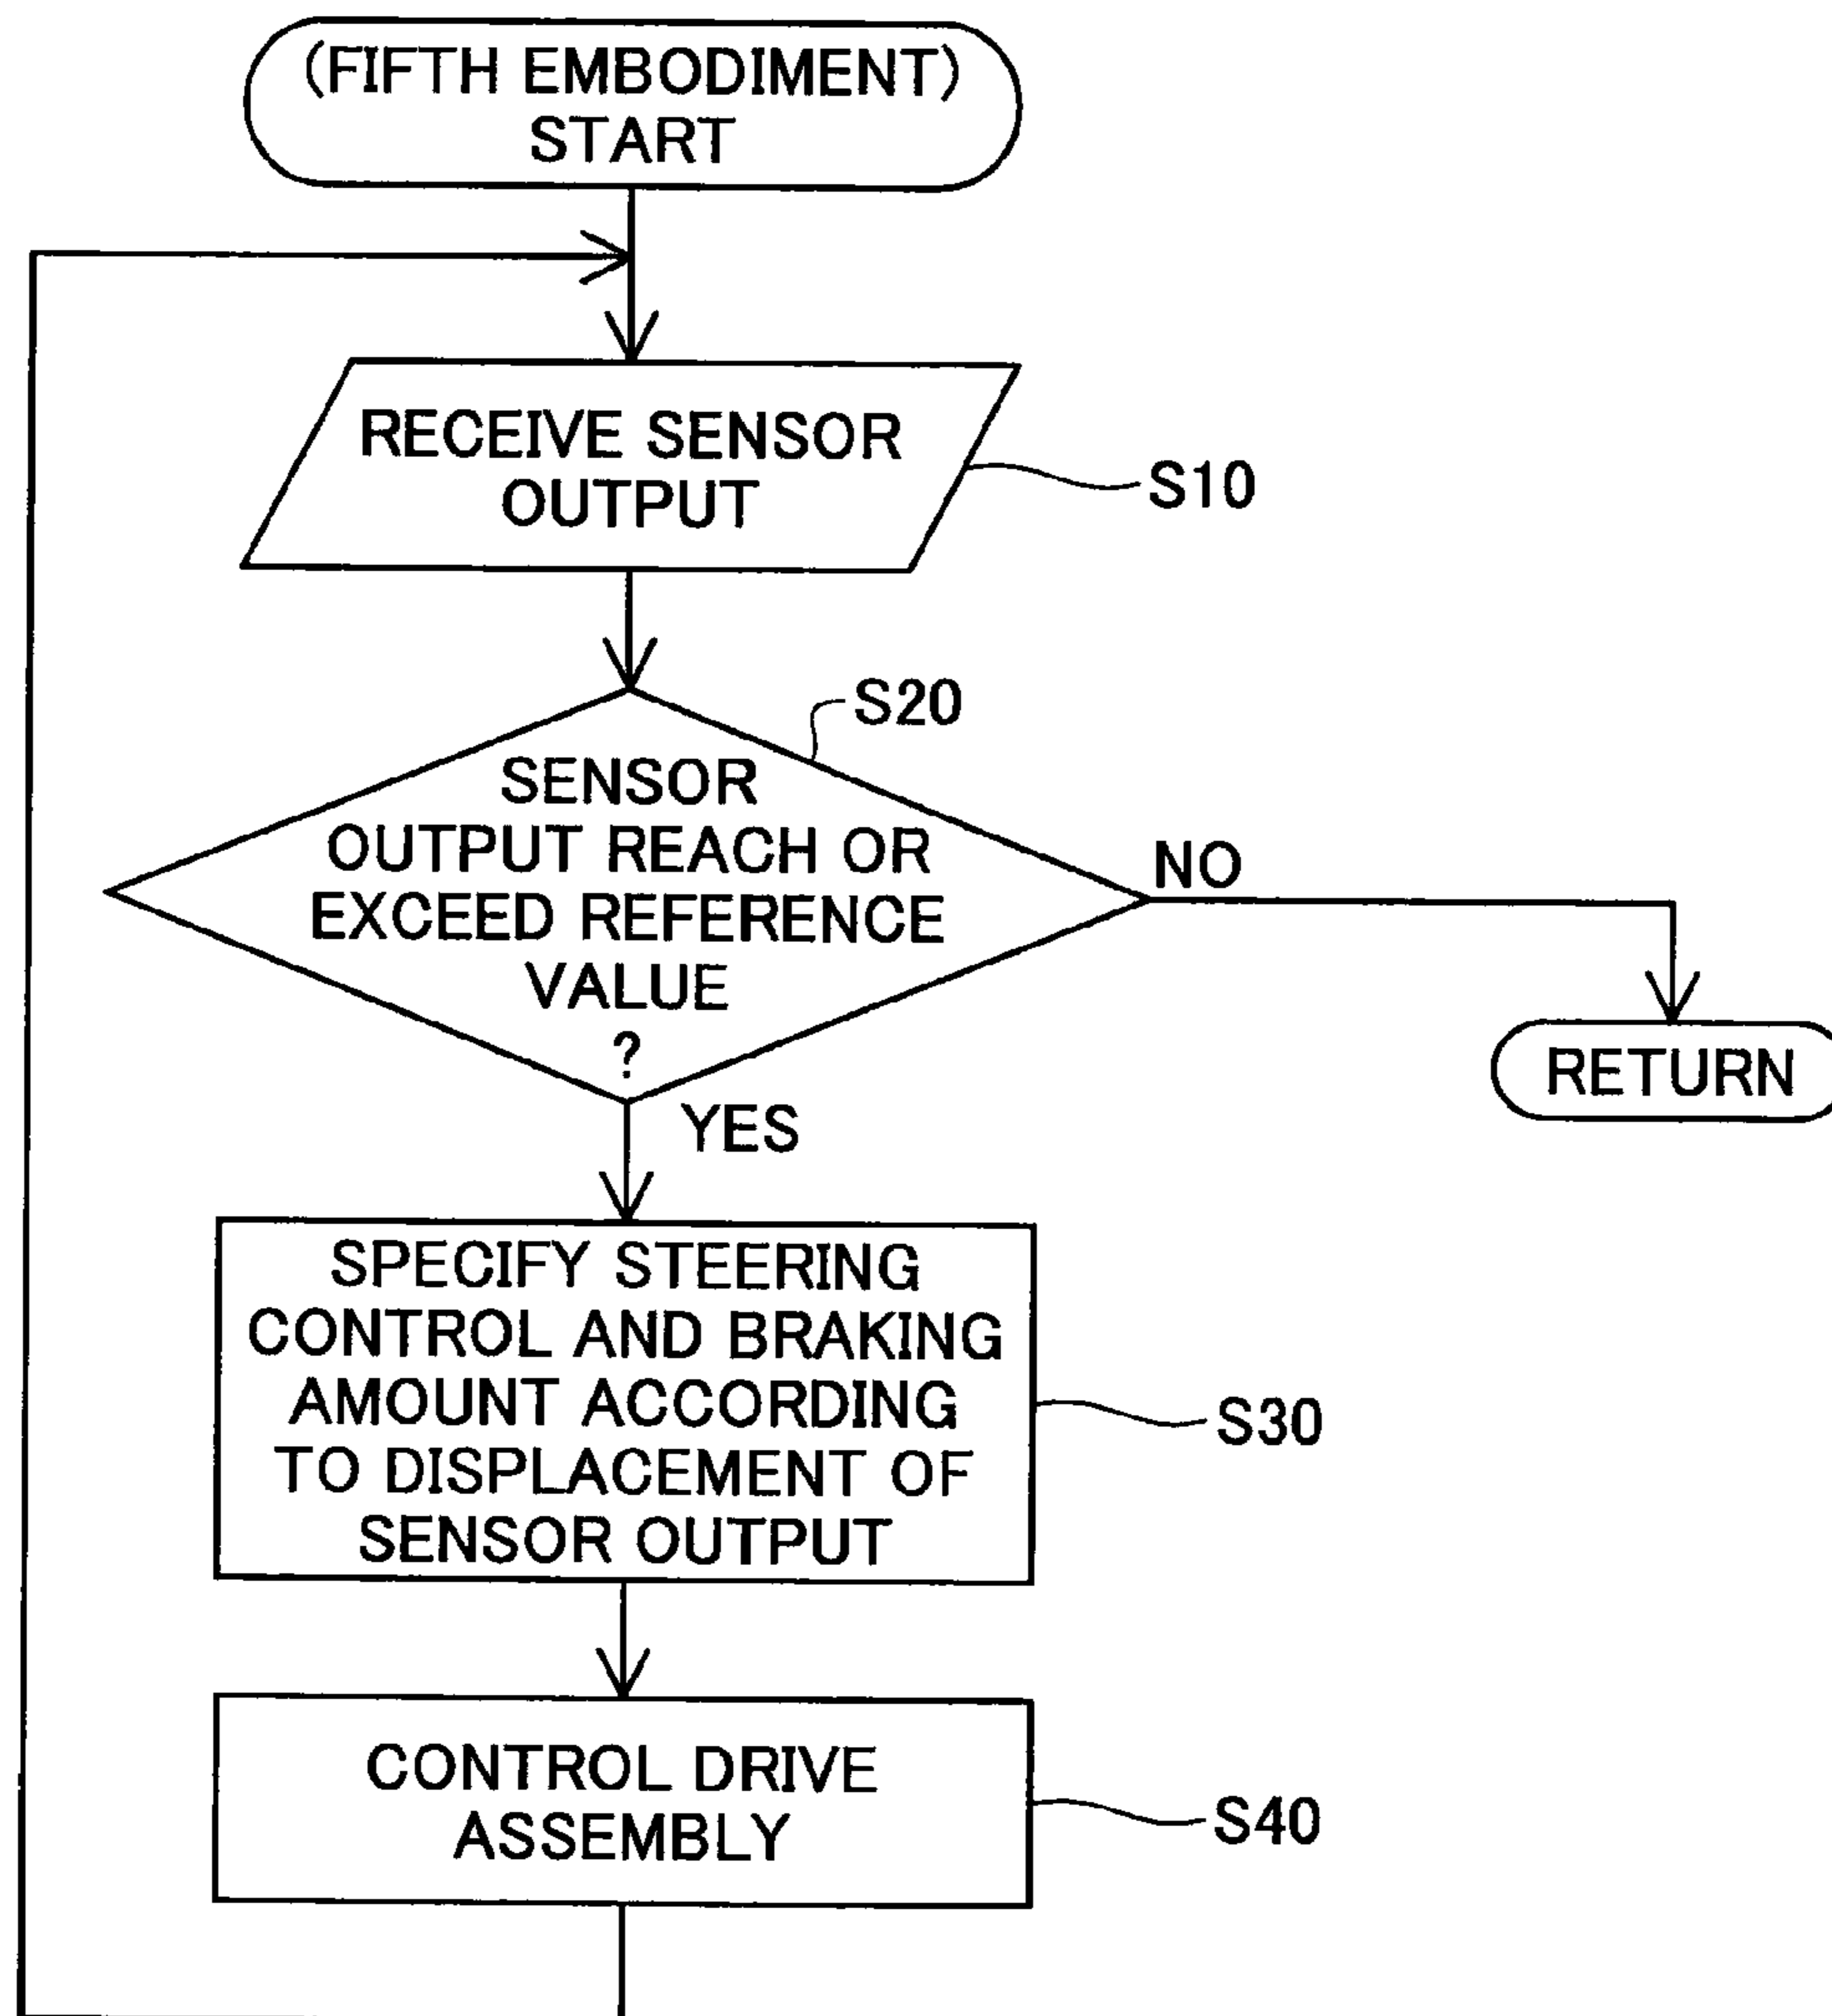 (FIFTH EMBODIMENT)
START
RECEIVE SENSOR
OUTPUT
S10
S20
SENSOR
OUTPUT REACH OR
EXCEED REFERENCE
VALUE
?
NO
RETURN
YES
SPECIFY STEERING
CONTROL AND BRAKING
AMOUNT ACCORDING
TO DISPLACEMENT OF
SENSOR OUTPUT
S30
CONTROL DRIVE
ASSEMBLY
S40